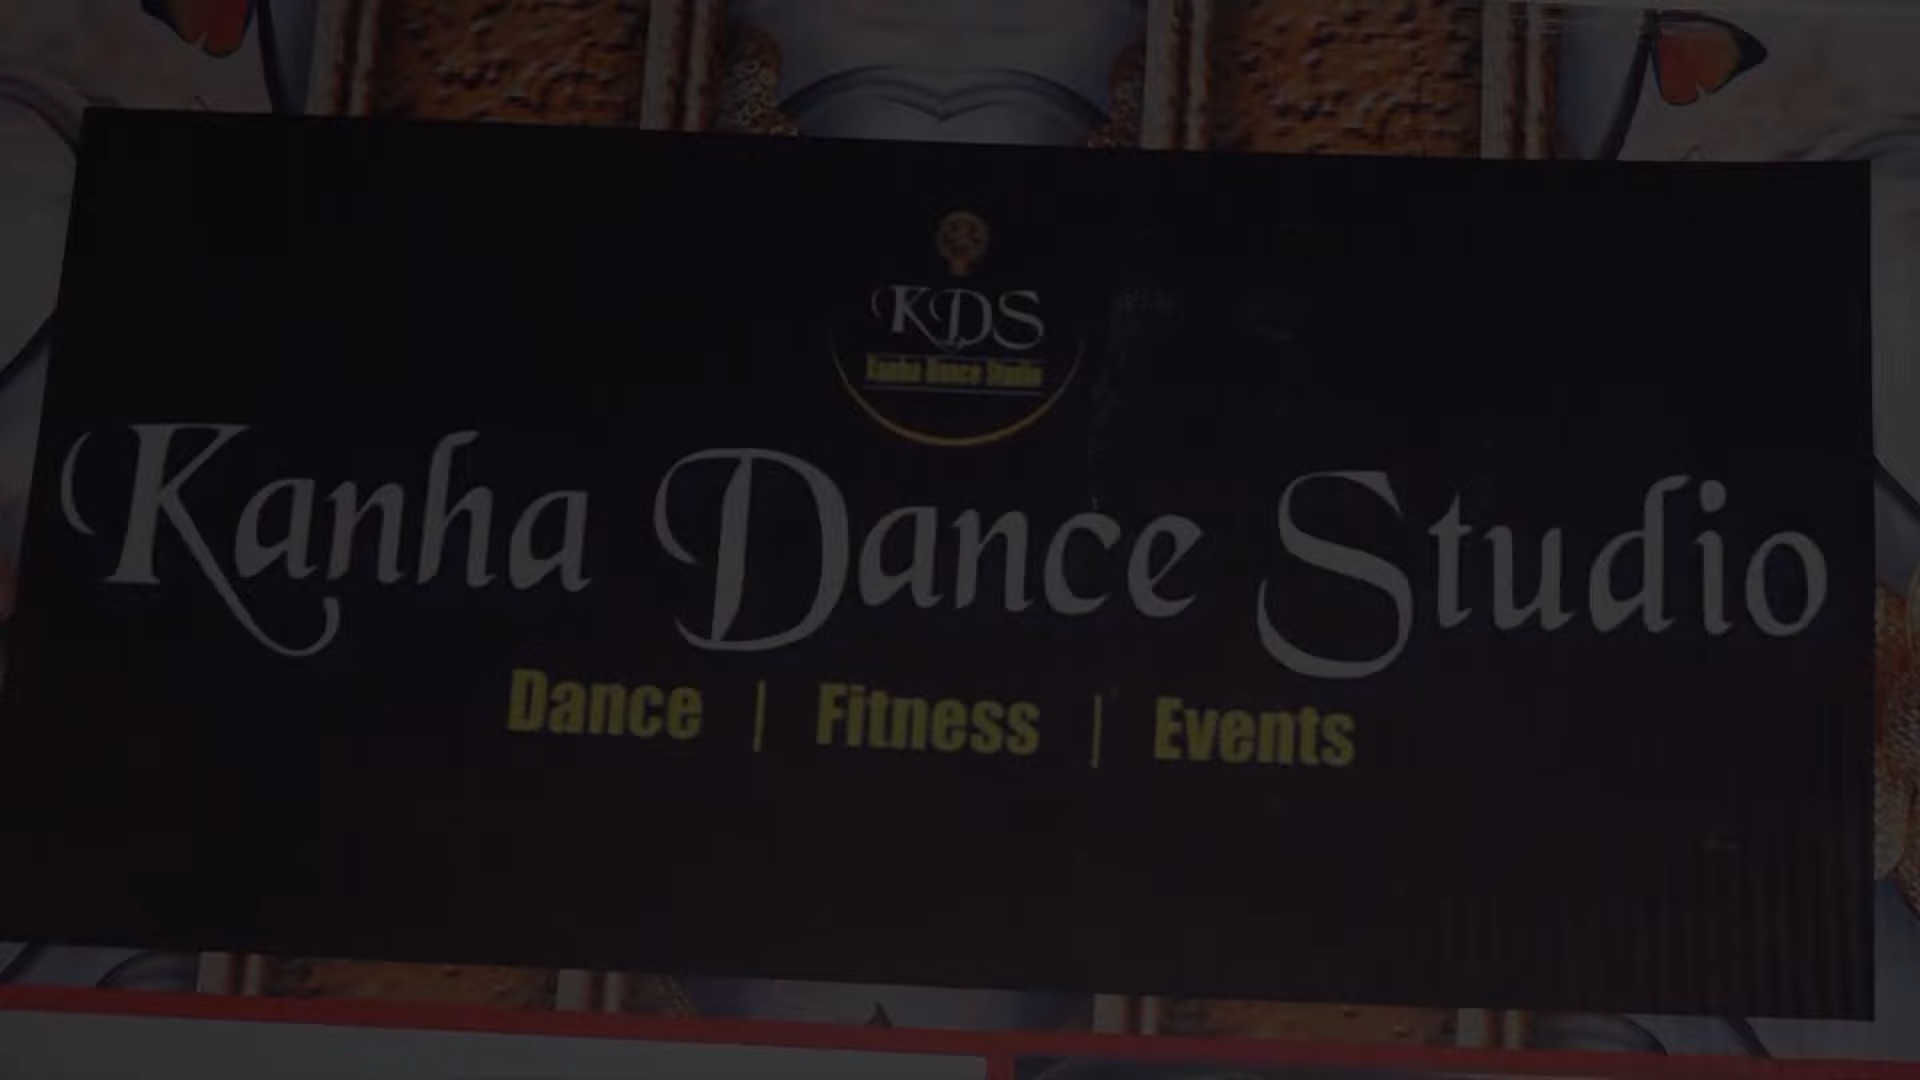 KDS
Kanha Dance Studio
Kanha Dance Studio
Dance | Fitness | Events